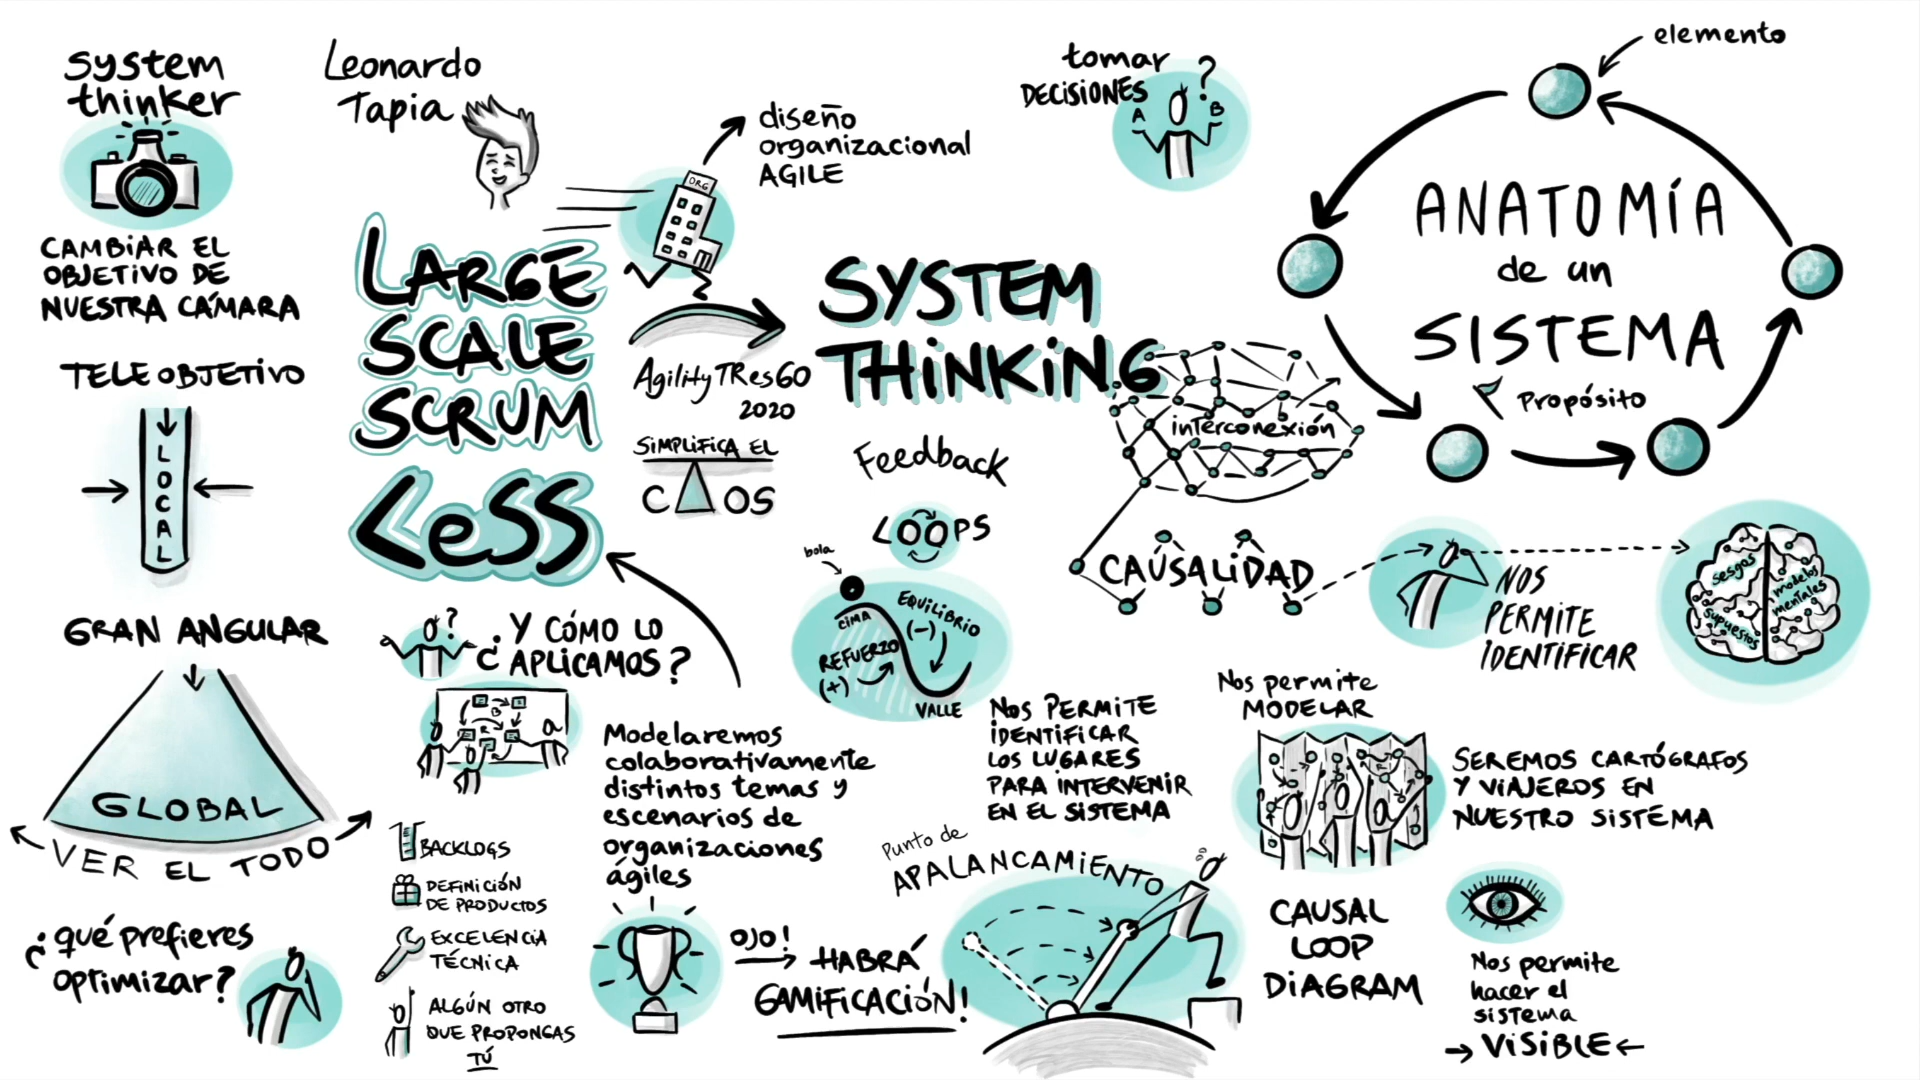 System
thinker
CAMBIAR EL
OBJETIVO DE
NUESTRA CÁMARA
TELEOBJETIVO
LOCAL
GRAN ANGULAR
GLOBAL
VER EL TODO
¿qué prefieres
optimizar?
Leonardo
Tapia
ORG
diseño
organizacional
AGILE
LARGE
SCALE
SCRUM
LeSS
AgilityTRes60
2020
SIMPLIFICA EL
CAOS
¿Y CÓMO LO
APLICAMOS?
B
R
BACKLOGS
DEFINICIÓN
DE PRODUCTOS
EXCELENCIA
TÉCNICA
ALGÚN OTRO
QUE PROPONGAS
TÚ
Modelaremos
colaborativamente
distintos temas y
escenarios de
organizaciones
ágiles
OJO!
HABRÁ
GAMIFICACIÓN!
SYSTEM
THINKING
Feedback
LOOPS
bola
CIMA
EQUILIBRIO
(-)
REFUERZO
(+)
VALLE
NOS PERMITE
IDENTIFICAR
LOS LUGARES
PARA INTERVENIR
EN EL SISTEMA
Punto de
APALANCAMIENTO
tomar
DECISIONES
?
A B
interconexión
CAUSALIDAD
NOS
PERMITE
IDENTIFICAR
sesgos
supuestos
modelos
mentales
elemento
ANATOMÍA
de un
SISTEMA
Propósito
Nos permite
MODELAR
SEREMOS CARTÓGRAFOS
Y VIAJEROS EN
NUESTRO SISTEMA
CAUSAL
LOOP
DIAGRAM
Nos permite
hacer el
sistema
VISIBLE